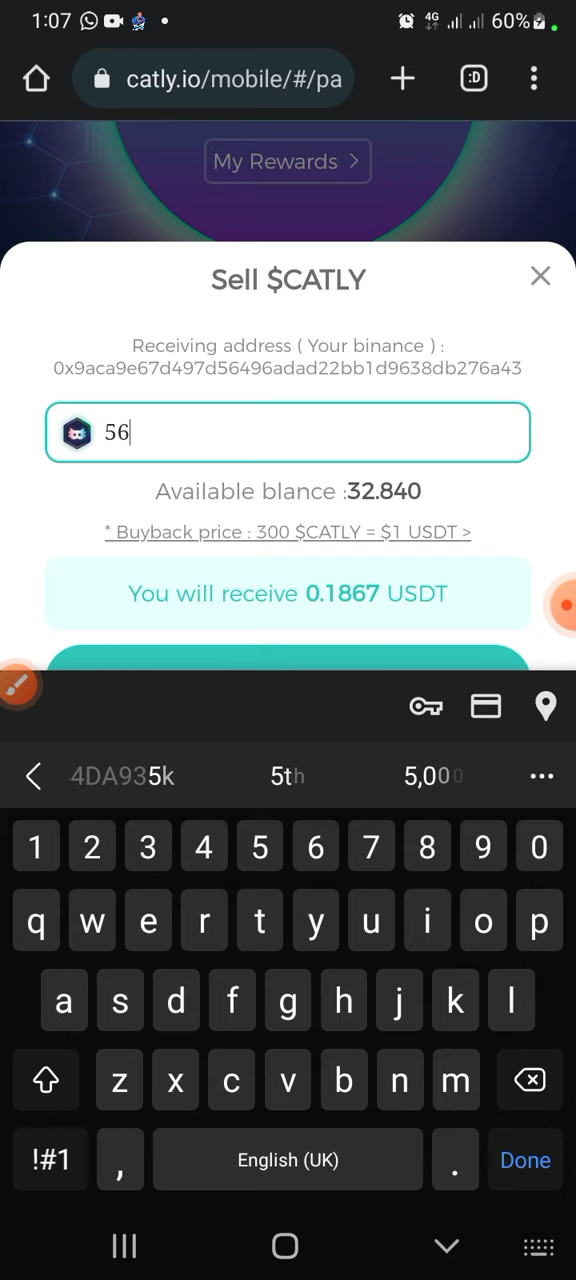 1:07 4G 60%
catly.io/mobile/#/pa :D
My Rewards >
Sell $CATLY
Receiving address ( Your binance ) :
0x9aca9e67d497d56496adad22bb1d9638db276a43
56
Available blance :32.840
* Buyback price : 300 $CATLY = $1 USDT >
You will receive 0.1867 USDT
4DA935k 5th 5,000 ...
1 2 3 4 5 6 7 8 9 0
q w e r t y u i o p
a s d f g h j k l
z x c v b n m
!#1 , English (UK) . Done